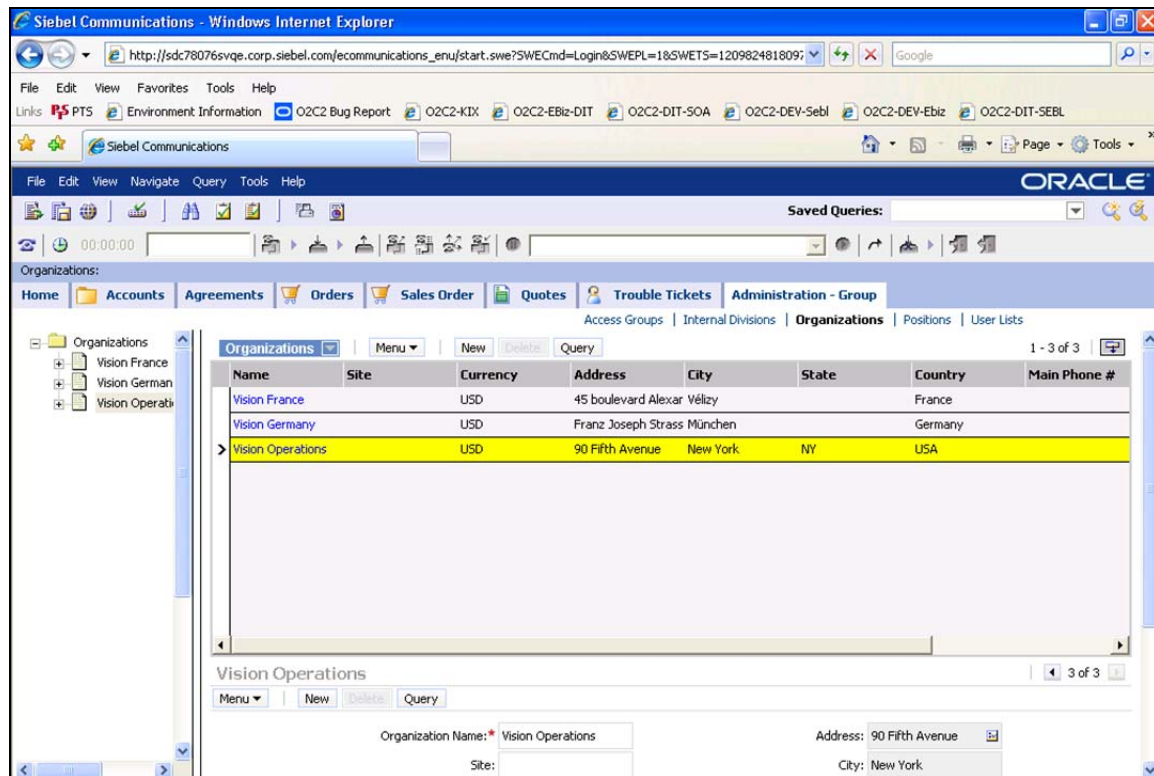 Siebel Communications - Windows Internet Explorer
http://sdc78076svqe.corp.siebel.com/ecommunications_enu/start.swe?SWECmd=Login&SWEPL=1&SWETS=1209824818097 Google
File Edit View Favorites Tools Help
Links PTS Environment Information O2C2 Bug Report O2C2-KIX O2C2-EBiz-DIT O2C2-DIT-SOA O2C2-DEV-Sebl O2C2-DEV-Ebiz O2C2-DIT-SEBL
Siebel Communications Page Tools
File Edit View Navigate Query Tools Help ORACLE
Saved Queries:
00:00:00
Organizations:
Home Accounts Agreements Orders Sales Order Quotes Trouble Tickets Administration - Group
Access Groups | Internal Divisions | Organizations | Positions | User Lists
Organizations
Vision France
Vision German
Vision Operati
Organizations Menu New Delete Query 1 - 3 of 3
Name Site Currency Address City State Country Main Phone #
Vision France USD 45 boulevard Alexar Vélizy France
Vision Germany USD Franz Joseph Strass München Germany
Vision Operations USD 90 Fifth Avenue New York NY USA
Vision Operations 3 of 3
Menu New Delete Query
Organization Name:* Vision Operations Address: 90 Fifth Avenue
Site: City: New York